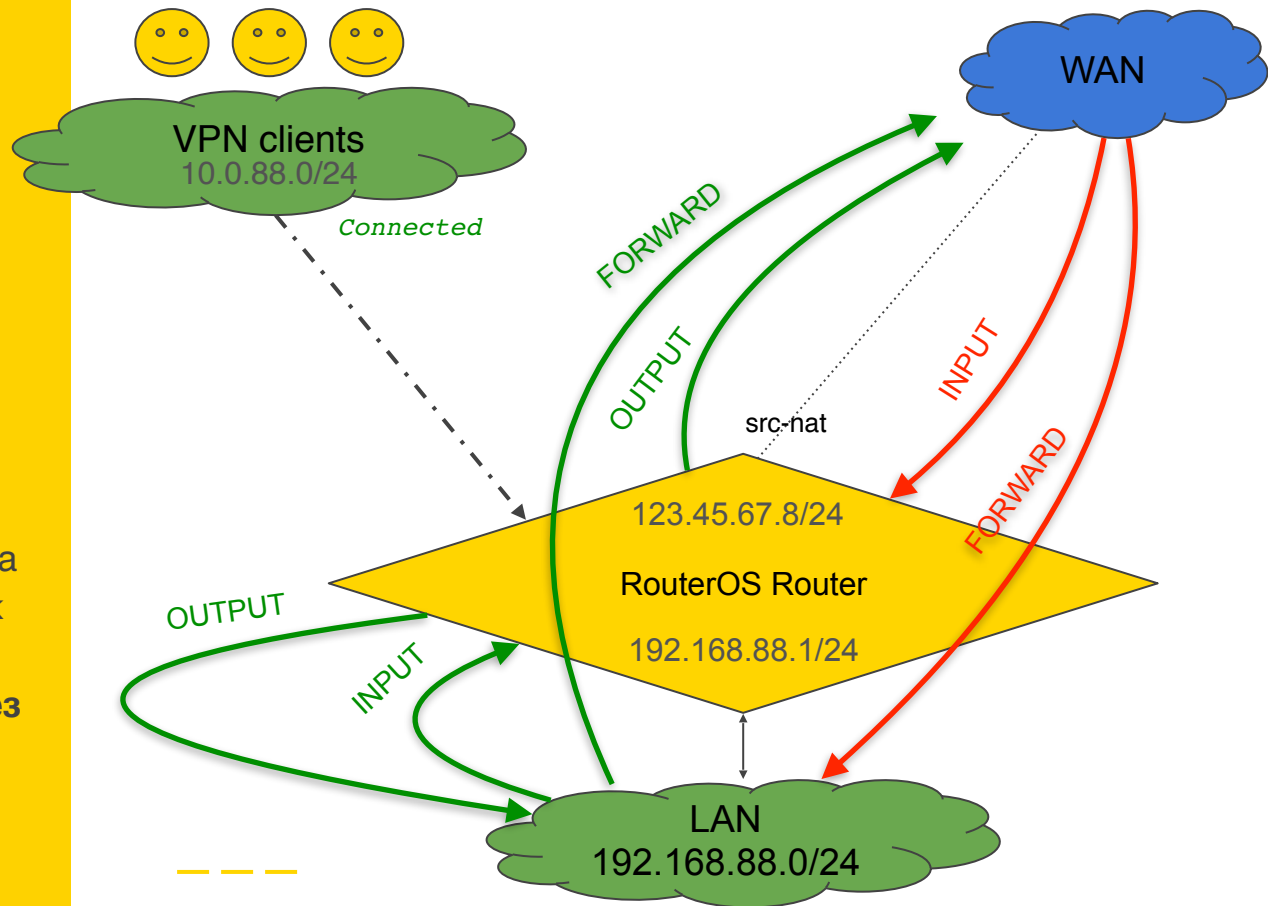 WAN
VPN clients
10.0.88.0/24
Connected
FORWARD
OUTPUT
INPUT
src-nat
FORWARD
123.45.67.8/24
RouterOS Router
192.168.88.1/24
OUTPUT
INPUT
LAN
192.168.88.0/24